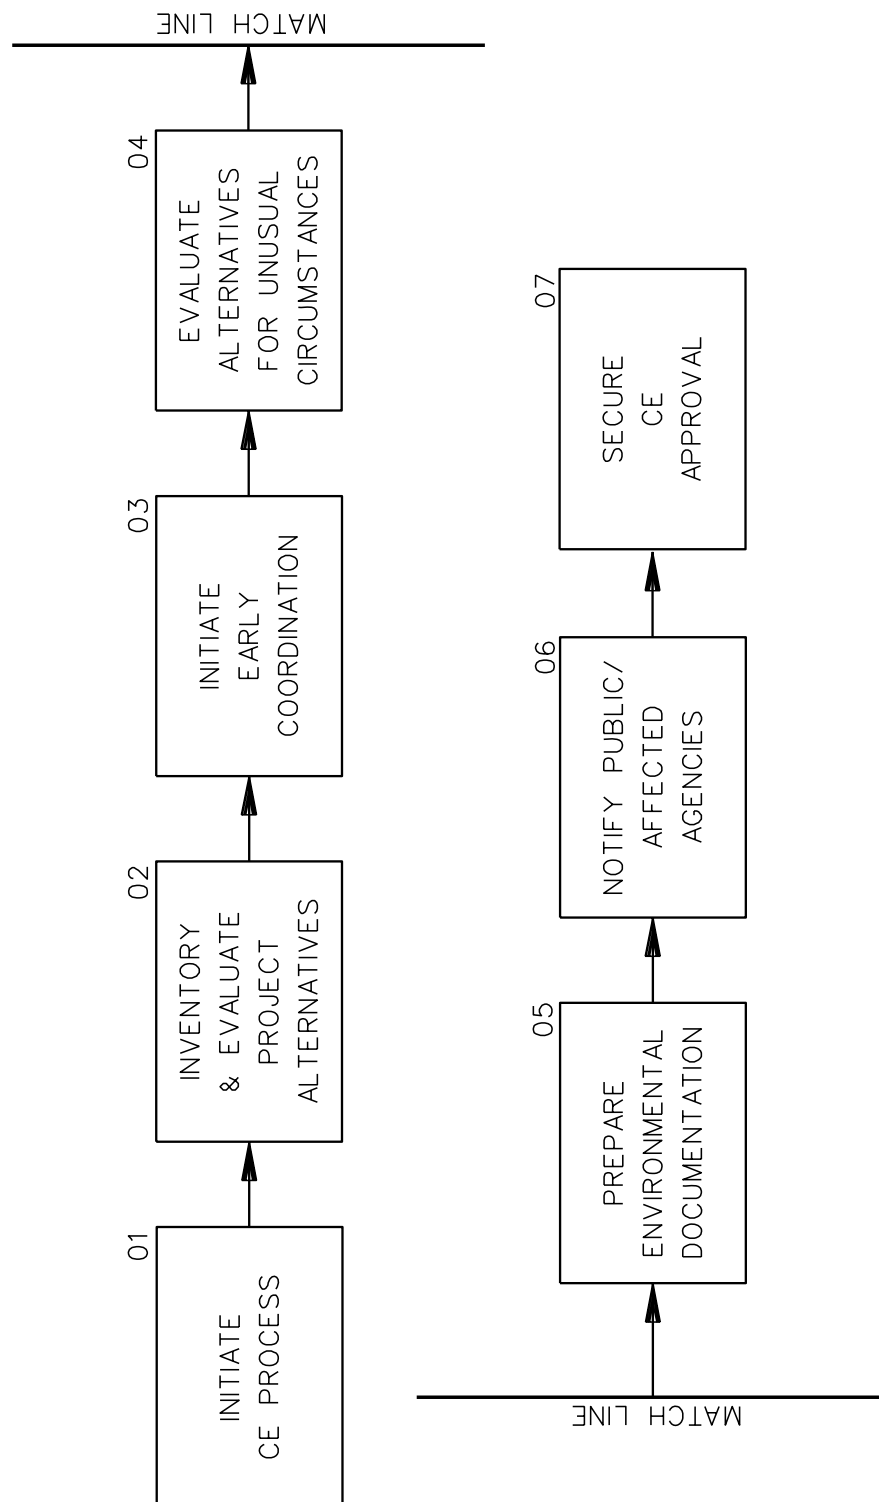 01
INITIATE
CE PROCESS
02
INVENTORY
& EVALUATE
PROJECT
ALTERNATIVES
03
INITIATE
EARLY
COORDINATION
04
EVALUATE
ALTERNATIVES
FOR UNUSUAL
CIRCUMSTANCES
MATCH LINE
MATCH LINE
05
PREPARE
ENVIRONMENTAL
DOCUMENTATION
06
NOTIFY PUBLIC/
AFFECTED
AGENCIES
07
SECURE
CE
APPROVAL